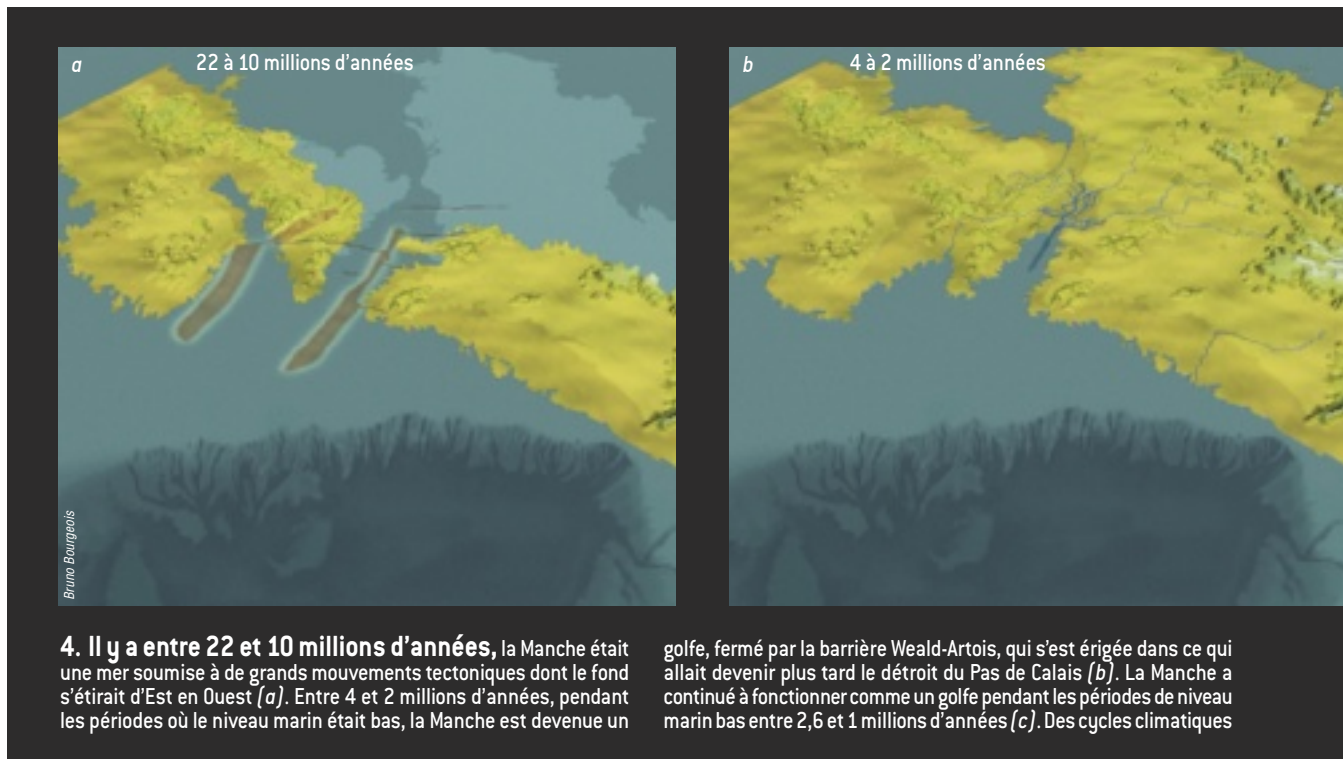 a
22 à 10 millions d’années
b
4 à 2 millions d’années
Bruno Bourgeois
4. Il y a entre 22 et 10 millions d’années, la Manche était
une mer soumise à de grands mouvements tectoniques dont le fond
s’étirait d’Est en Ouest (a). Entre 4 et 2 millions d’années, pendant
les périodes où le niveau marin était bas, la Manche est devenue un
golfe, fermé par la barrière Weald-Artois, qui s’est érigée dans ce qui
allait devenir plus tard le détroit du Pas de Calais (b). La Manche a
continué à fonctionner comme un golfe pendant les périodes de niveau
marin bas entre 2,6 et 1 millions d’années (c). Des cycles climatiques